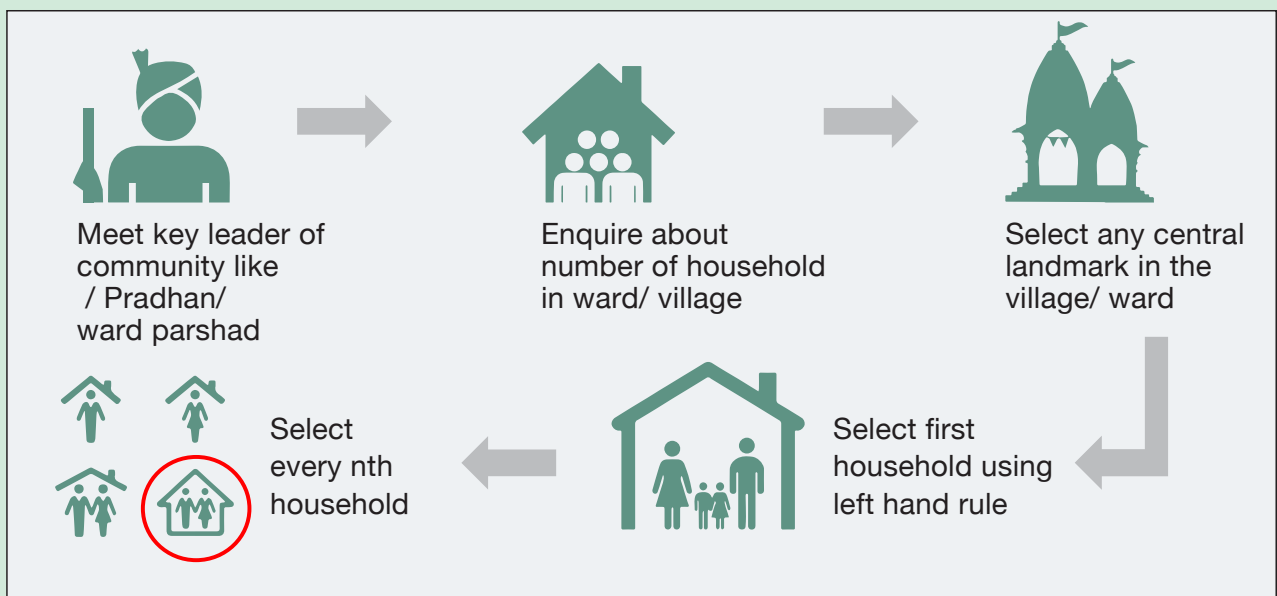 Meet key leader of
community like
/ Pradhan/
ward parshad
Enquire about
number of household
in ward/ village
Select any central
landmark in the
village/ ward
Select first
household using
left hand rule
Select
every nth
household